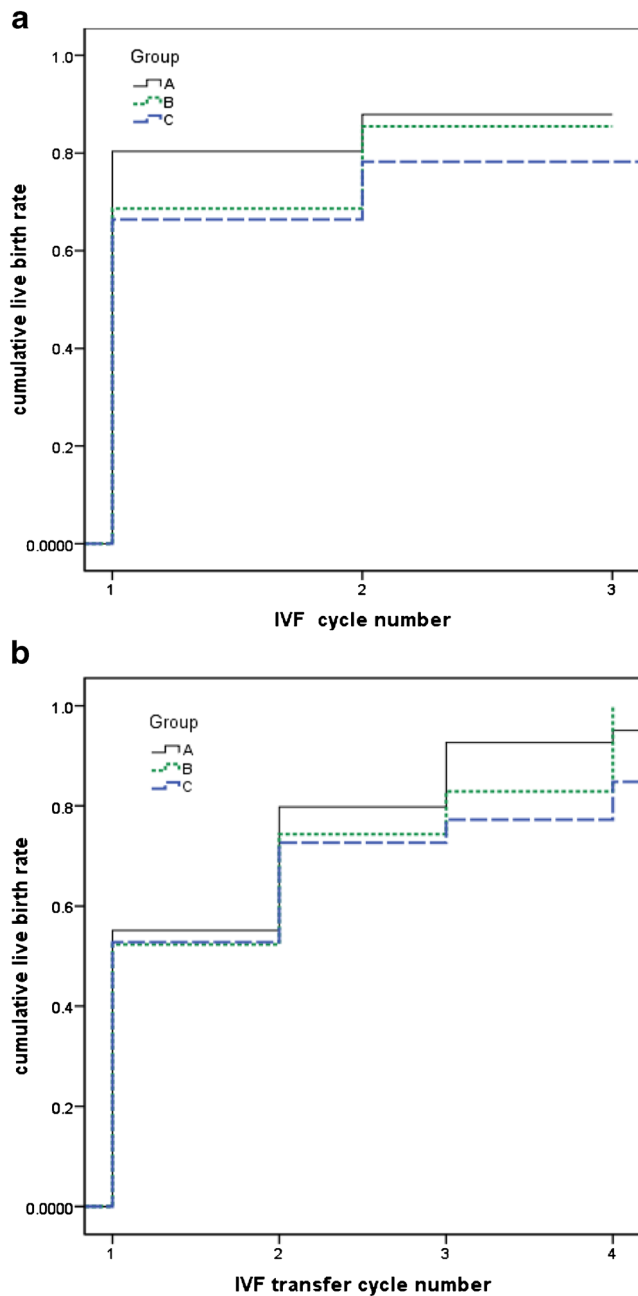 a
1.0
Group
A
B
C
0.8
0.6
0.4
0.2
0.0000
cumulative live birth rate
1 2 3
IVF cycle number
b
1.0
Group
A
B
C
0.8
0.6
0.4
0.2
0.0000
cumulative live birth rate
1 2 3 4
IVF transfer cycle number